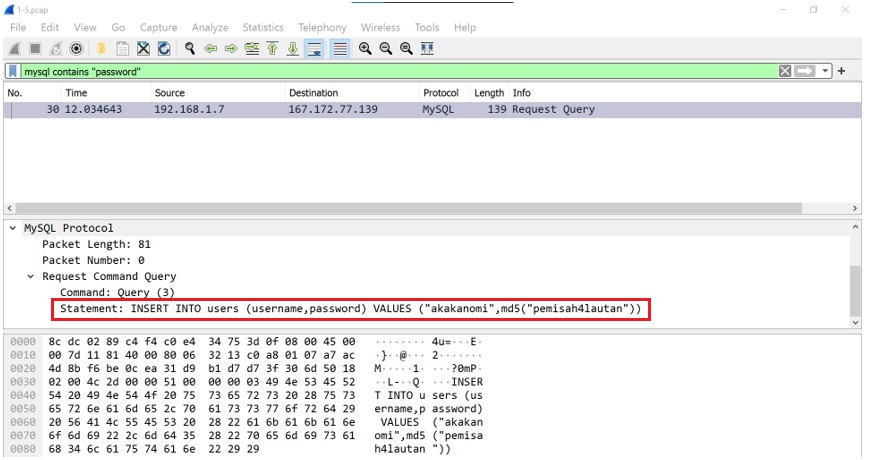 1-5.pcap
File Edit View Go Capture Analyze Statistics Telephony Wireless Tools Help
mysql contains "password"
No. Time Source Destination Protocol Length Info
30 12.034643 192.168.1.7 167.172.77.139 MySQL 139 Request Query
MySQL Protocol
Packet Length: 81
Packet Number: 0
Request Command Query
Command: Query (3)
Statement: INSERT INTO users (username,password) VALUES ("akakanomi",md5("pemisah4lautan"))
0000 8c dc 02 89 c4 f4 c0 e4 34 75 3d 0f 08 00 45 00 ········4u=···E·
0010 00 7d 11 81 40 00 80 06 32 13 c0 a8 01 07 a7 ac ·}··@···2·······
0020 4d 8b f6 be 0c ea 31 d9 b1 d7 d7 3f 30 6d 50 18 M·····1····?0mP·
0030 02 00 4c 2d 00 00 51 00 00 00 03 49 4e 53 45 52 ··L-··Q····INSER
0040 54 20 49 4e 54 4f 20 75 73 65 72 73 20 28 75 73 T INTO users (us
0050 65 72 6e 61 6d 65 2c 70 61 73 73 77 6f 72 64 29 ername,password)
0060 20 56 41 4c 55 45 53 20 28 22 61 6b 61 6b 61 6e VALUES ("akakan
0070 6f 6d 69 22 2c 6d 64 35 28 22 70 65 6d 69 73 61 omi",md5("pemisa
0080 68 34 6c 61 75 74 61 6e 22 29 29 h4lautan"))